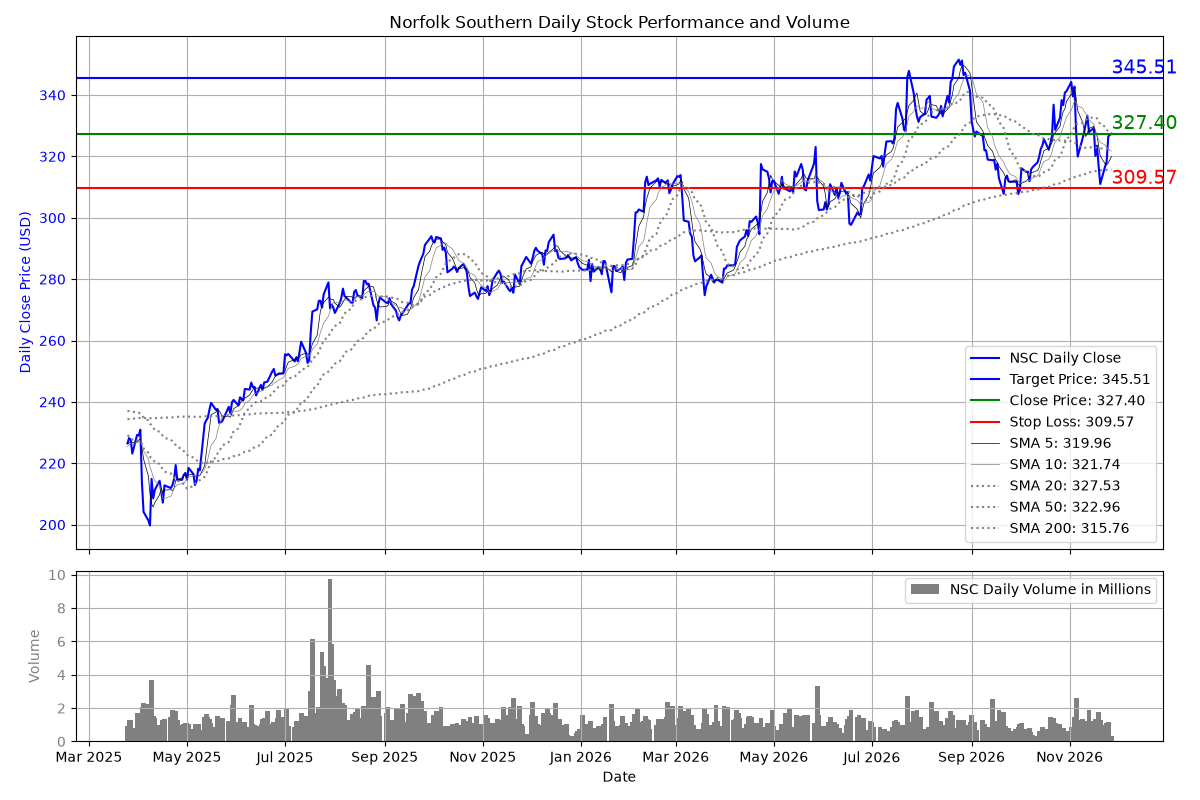 Norfolk Southern Daily Stock Performance and Volume
Daily Close Price (USD)
340
320
300
280
260
240
220
200
345.51
327.40
309.57
NSC Daily Close
Target Price: 345.51
Close Price: 327.40
Stop Loss: 309.57
SMA 5: 319.96
SMA 10: 321.74
SMA 20: 327.53
SMA 50: 322.96
SMA 200: 315.76
Volume
10
8
6
4
2
0
NSC Daily Volume in Millions
Mar 2025 May 2025 Jul 2025 Sep 2025 Nov 2025 Jan 2026 Mar 2026 May 2026 Jul 2026 Sep 2026 Nov 2026
Date